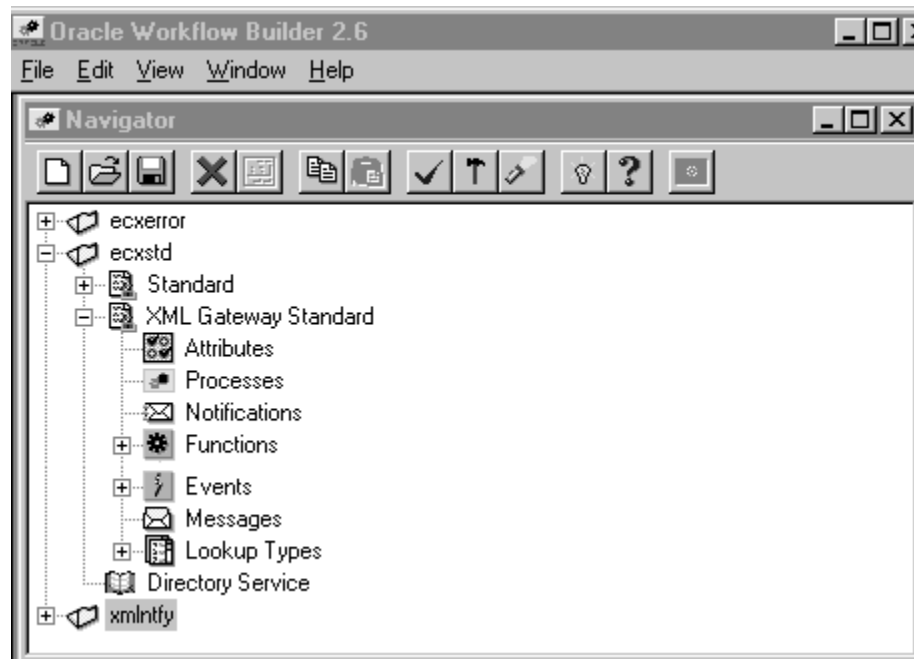 Oracle Workflow Builder 2.6
File Edit View Window Help
Navigator
ecxerror
ecxstd
Standard
XML Gateway Standard
Attributes
Processes
Notifications
Functions
Events
Messages
Lookup Types
Directory Service
xmlntfy